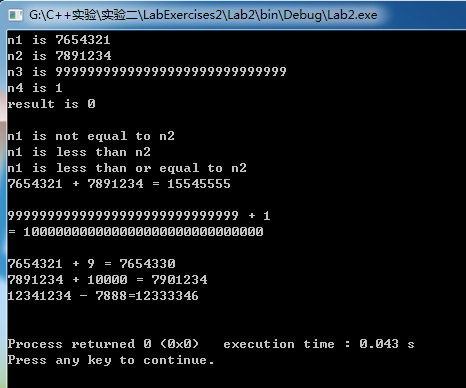 G:\C++实验\实验二\LabExercises2\Lab2\bin\Debug\Lab2.exe
n1 is 7654321
n2 is 7891234
n3 is 99999999999999999999999999999
n4 is 1
result is 0
n1 is not equal to n2
n1 is less than n2
n1 is less than or equal to n2
7654321 + 7891234 = 15545555
99999999999999999999999999999 + 1
= 100000000000000000000000000000
7654321 + 9 = 7654330
7891234 + 10000 = 7901234
12341234 - 7888=12333346
Process returned 0 (0x0)   execution time : 0.043 s
Press any key to continue.